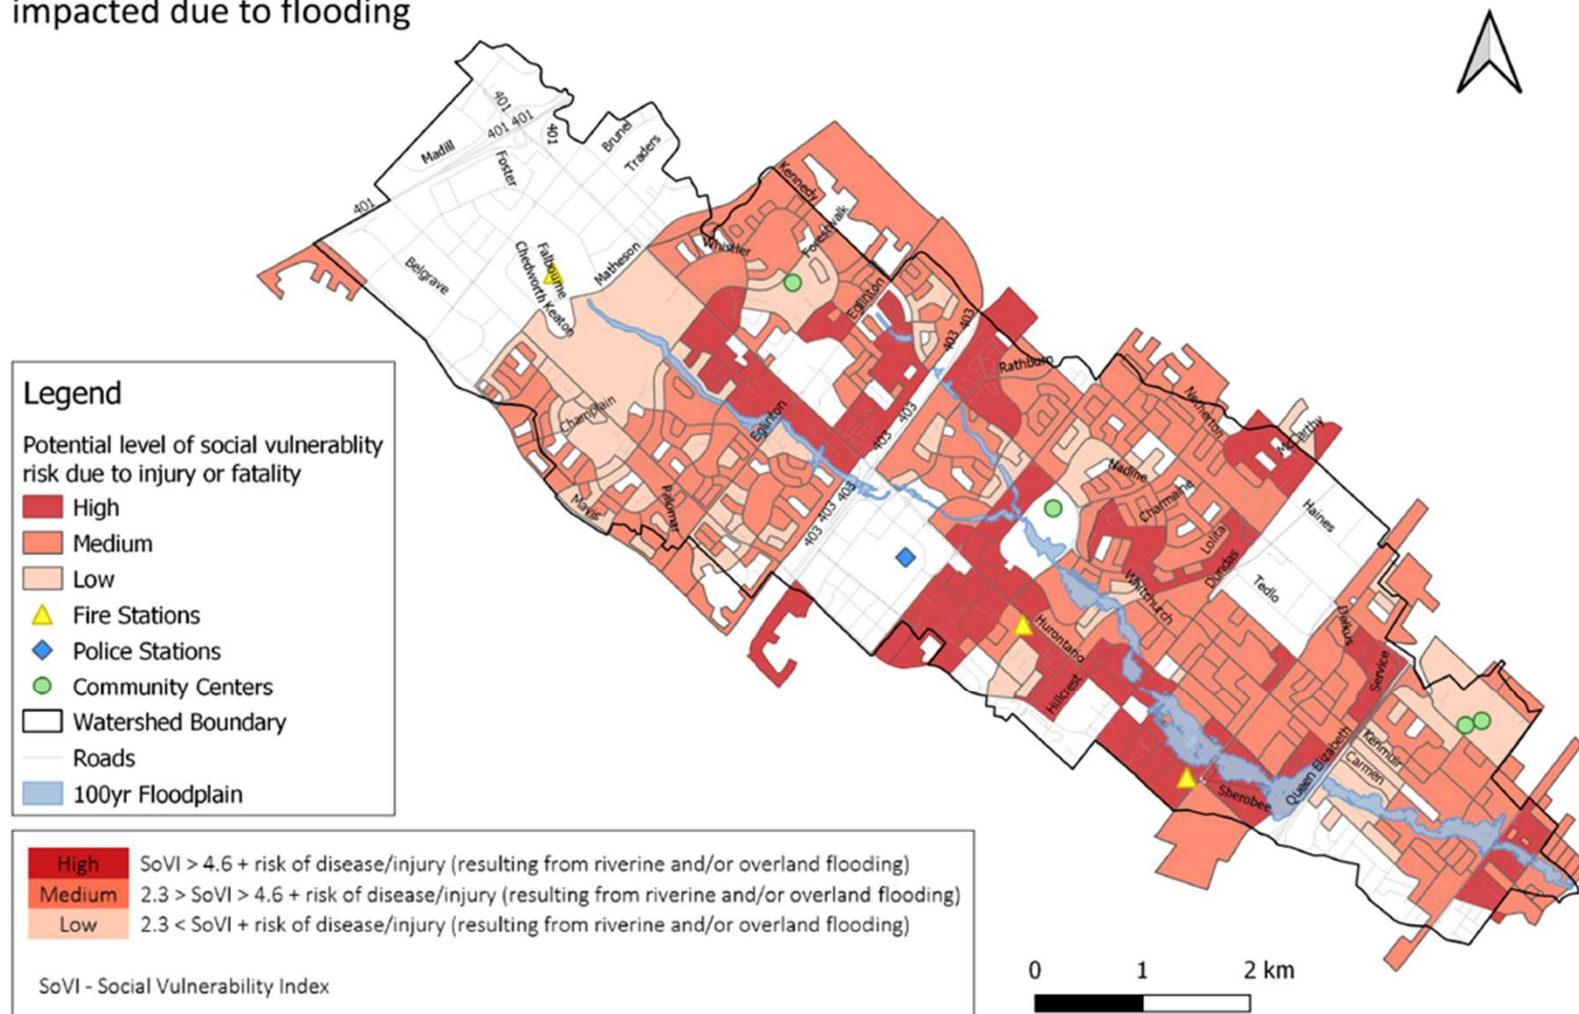 impacted due to flooding
401
401 401
401
401
Madill
Foster
Brunel
Traders
Belgrave
Falbourne
Chedworth
Keaton
Matheson
Kennedy
Whistler
Forestwalk
Eglinton
403 403
Rathburn
Champlain
Eglinton
403
403
Mavis
Palomar
403 403 403
Netherton
McCarthy
Nadine
Charmaine
Lolita
Dundas
Haines
Tedlo
Whitchurch
Hurontario
Hillcrest
Dixie
Service
Queen Elizabeth
Sherobee
Kenmuir
Carmen
Legend
Potential level of social vulnerablity
risk due to injury or fatality
High
Medium
Low
Fire Stations
Police Stations
Community Centers
Watershed Boundary
Roads
100yr Floodplain
High SoVI > 4.6 + risk of disease/injury (resulting from riverine and/or overland flooding)
Medium 2.3 > SoVI > 4.6 + risk of disease/injury (resulting from riverine and/or overland flooding)
Low 2.3 < SoVI + risk of disease/injury (resulting from riverine and/or overland flooding)
SoVI - Social Vulnerability Index
0 1 2 km